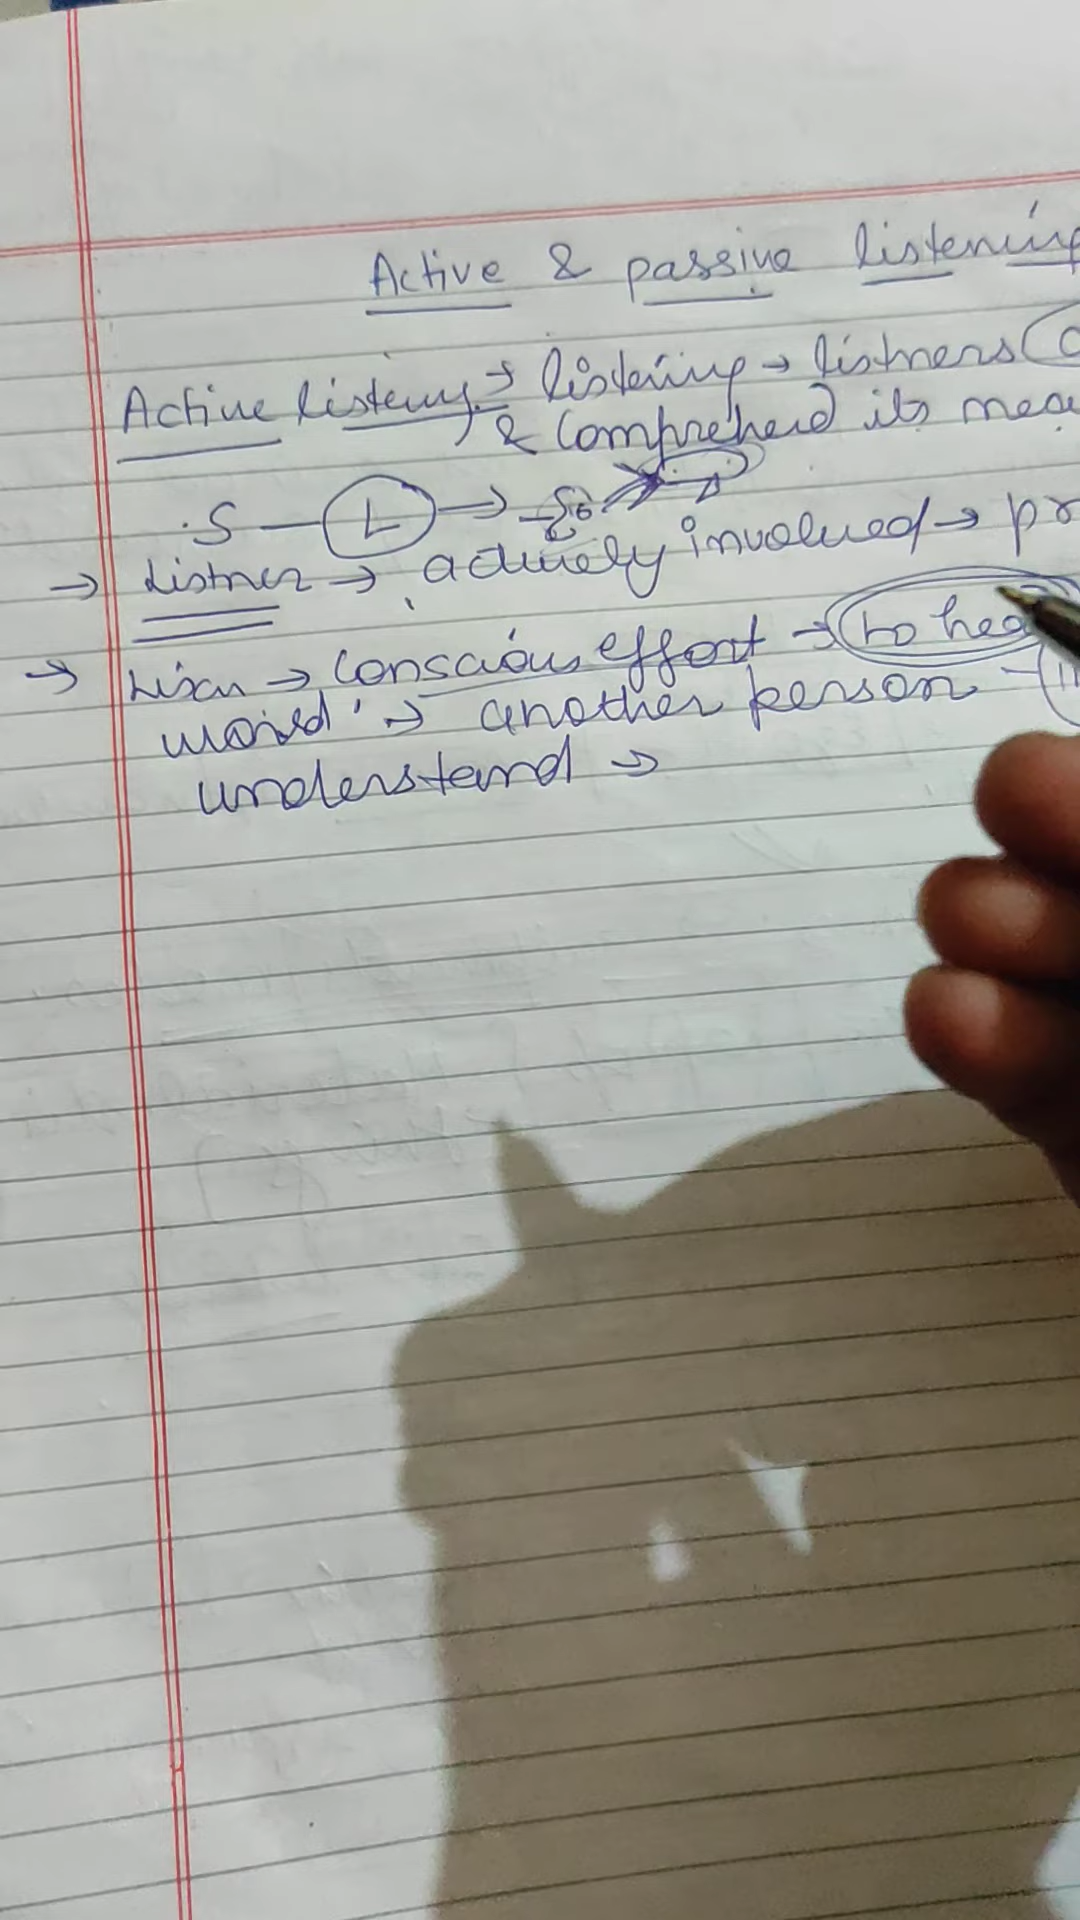 Active & passive listening
Active listeny → listening → listners
& comprehend its mea
S — L →
→ Listner → actively involved → pr
→ Lisn → conscious effort → to hea
word' → another person -
understand →